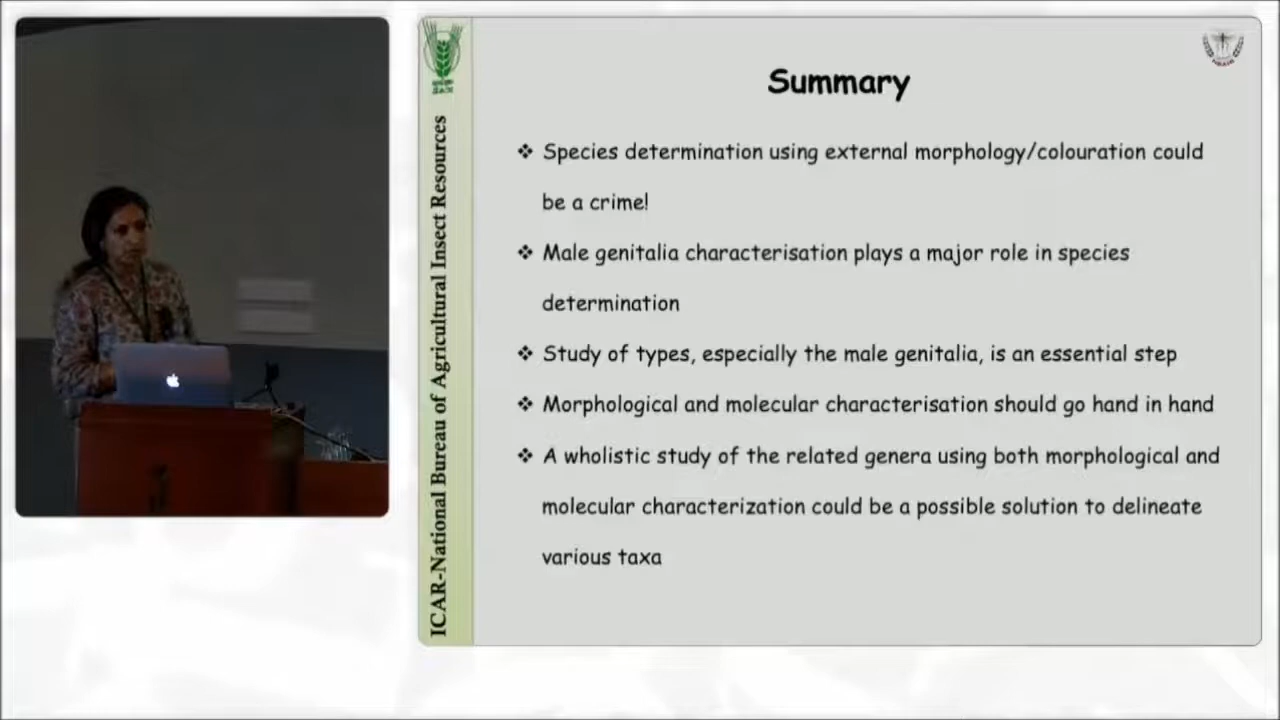 Summary
❖ Species determination using external morphology/colouration could
be a crime!
❖ Male genitalia characterisation plays a major role in species
determination
❖ Study of types, especially the male genitalia, is an essential step
❖ Morphological and molecular characterisation should go hand in hand
❖ A wholistic study of the related genera using both morphological and
molecular characterization could be a possible solution to delineate
various taxa
ICAR-National Bureau of Agricultural Insect Resources